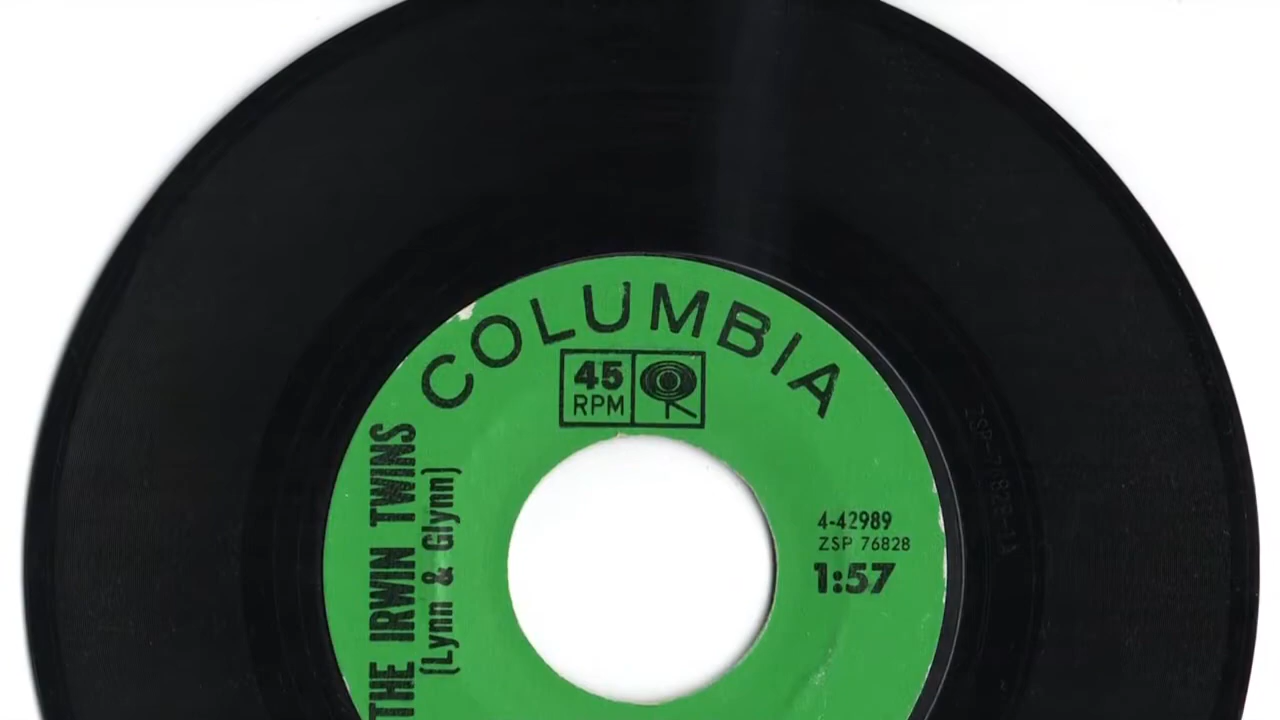 COLUMBIA
45
RPM
THE IRWIN TWINS
(Lynn & Glynn)
4-42989
ZSP 76828
1:57